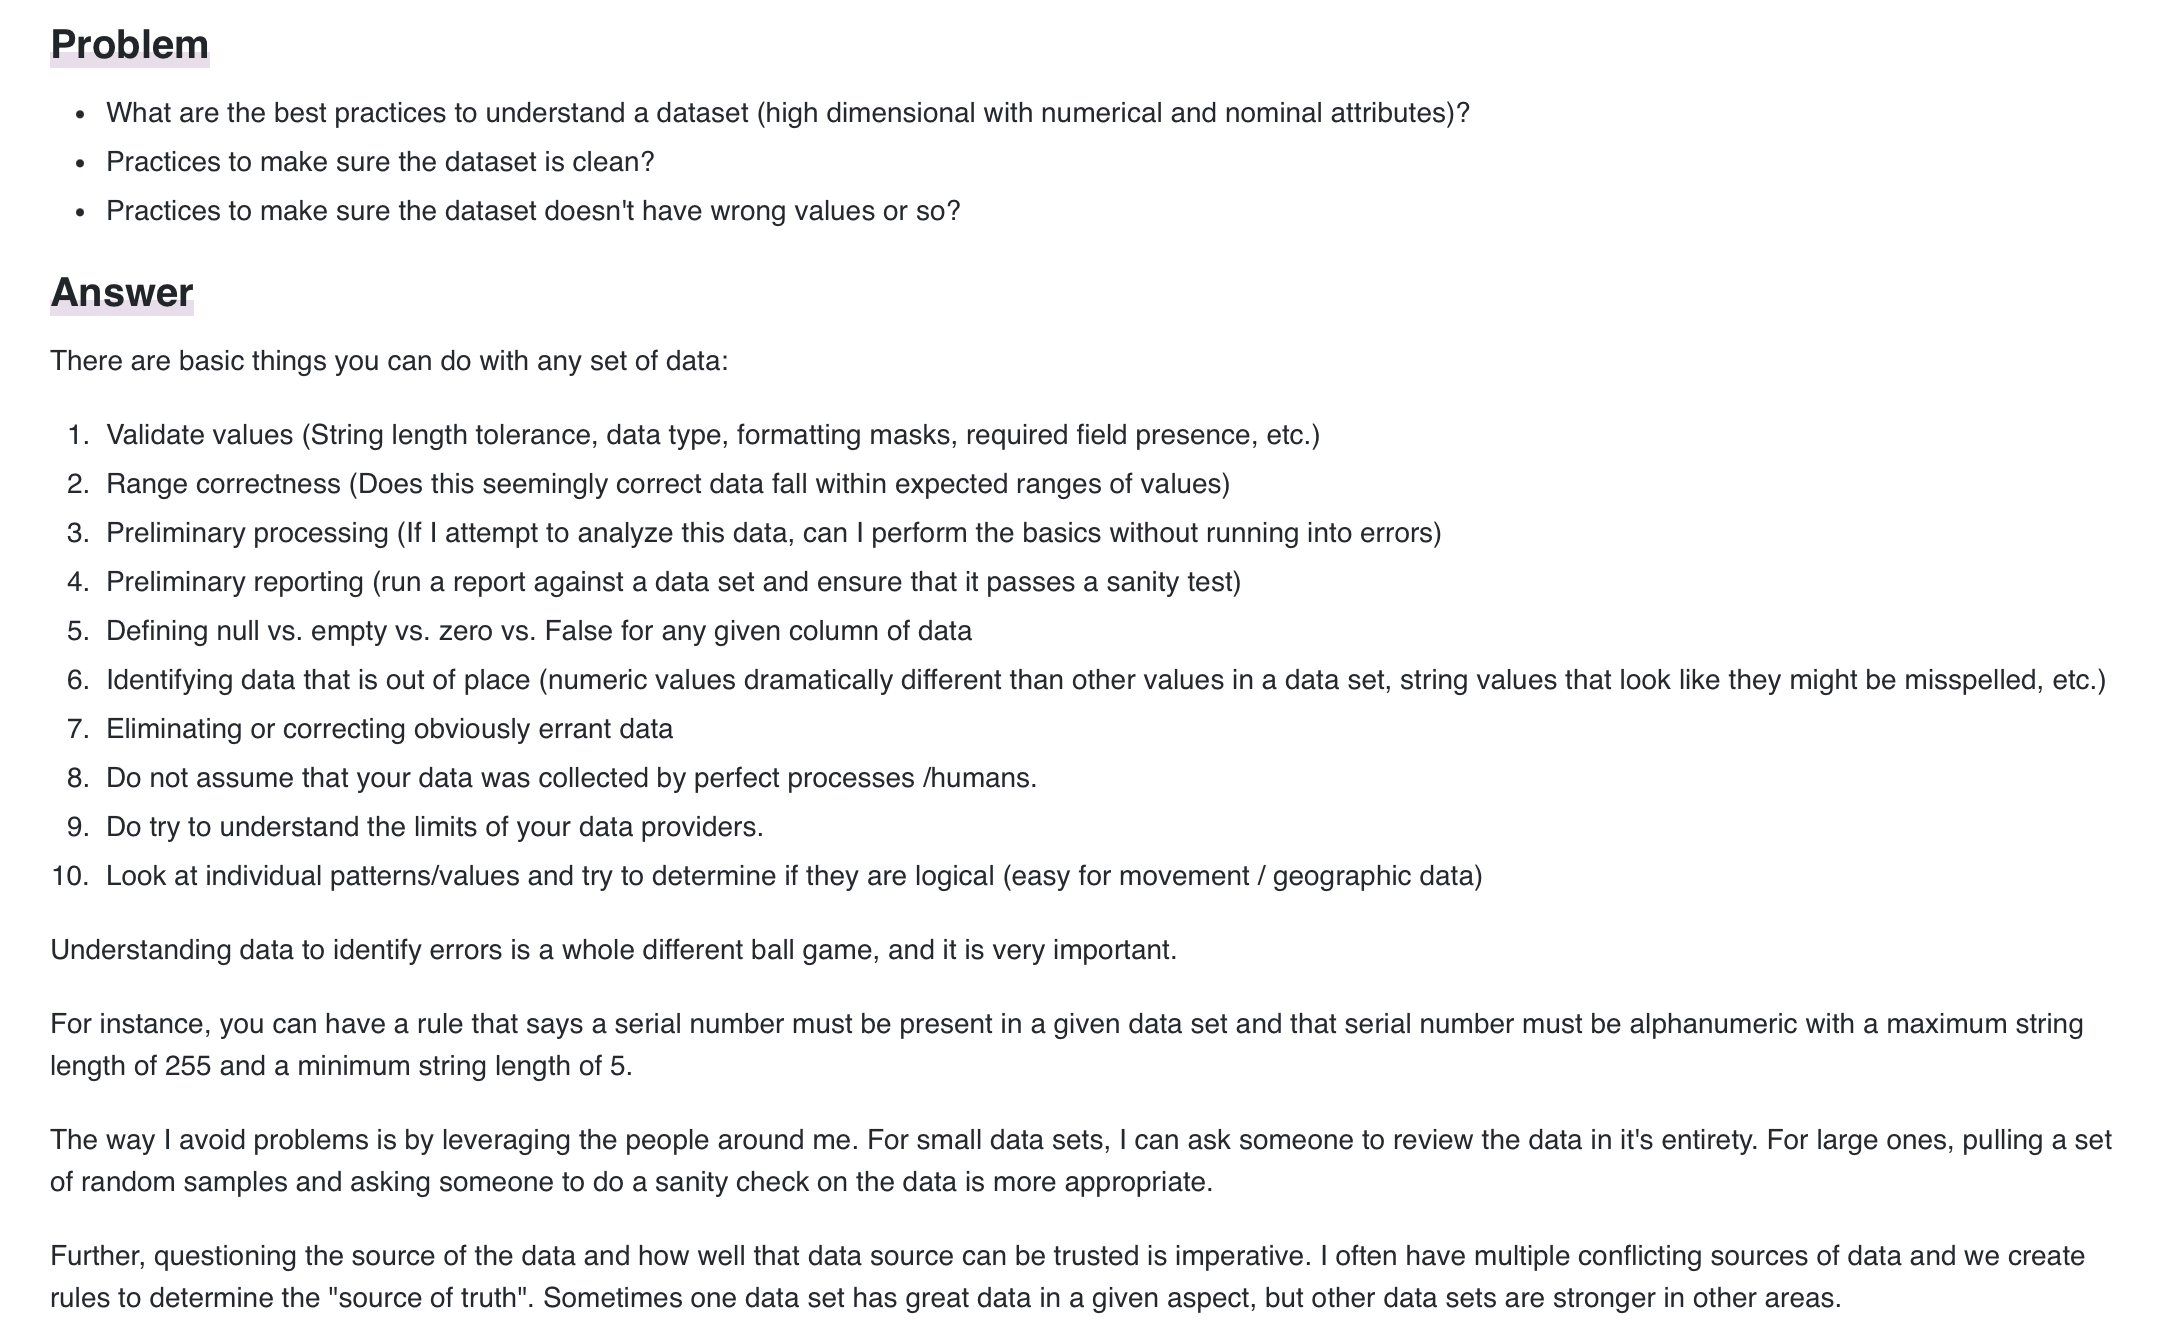 Problem
• What are the best practices to understand a dataset (high dimensional with numerical and nominal attributes)?
• Practices to make sure the dataset is clean?
• Practices to make sure the dataset doesn't have wrong values or so?
Answer
There are basic things you can do with any set of data:
1. Validate values (String length tolerance, data type, formatting masks, required field presence, etc.)
2. Range correctness (Does this seemingly correct data fall within expected ranges of values)
3. Preliminary processing (If I attempt to analyze this data, can I perform the basics without running into errors)
4. Preliminary reporting (run a report against a data set and ensure that it passes a sanity test)
5. Defining null vs. empty vs. zero vs. False for any given column of data
6. Identifying data that is out of place (numeric values dramatically different than other values in a data set, string values that look like they might be misspelled, etc.)
7. Eliminating or correcting obviously errant data
8. Do not assume that your data was collected by perfect processes /humans.
9. Do try to understand the limits of your data providers.
10. Look at individual patterns/values and try to determine if they are logical (easy for movement / geographic data)
Understanding data to identify errors is a whole different ball game, and it is very important.
For instance, you can have a rule that says a serial number must be present in a given data set and that serial number must be alphanumeric with a maximum string
length of 255 and a minimum string length of 5.
The way I avoid problems is by leveraging the people around me. For small data sets, I can ask someone to review the data in it's entirety. For large ones, pulling a set
of random samples and asking someone to do a sanity check on the data is more appropriate.
Further, questioning the source of the data and how well that data source can be trusted is imperative. I often have multiple conflicting sources of data and we create
rules to determine the "source of truth". Sometimes one data set has great data in a given aspect, but other data sets are stronger in other areas.